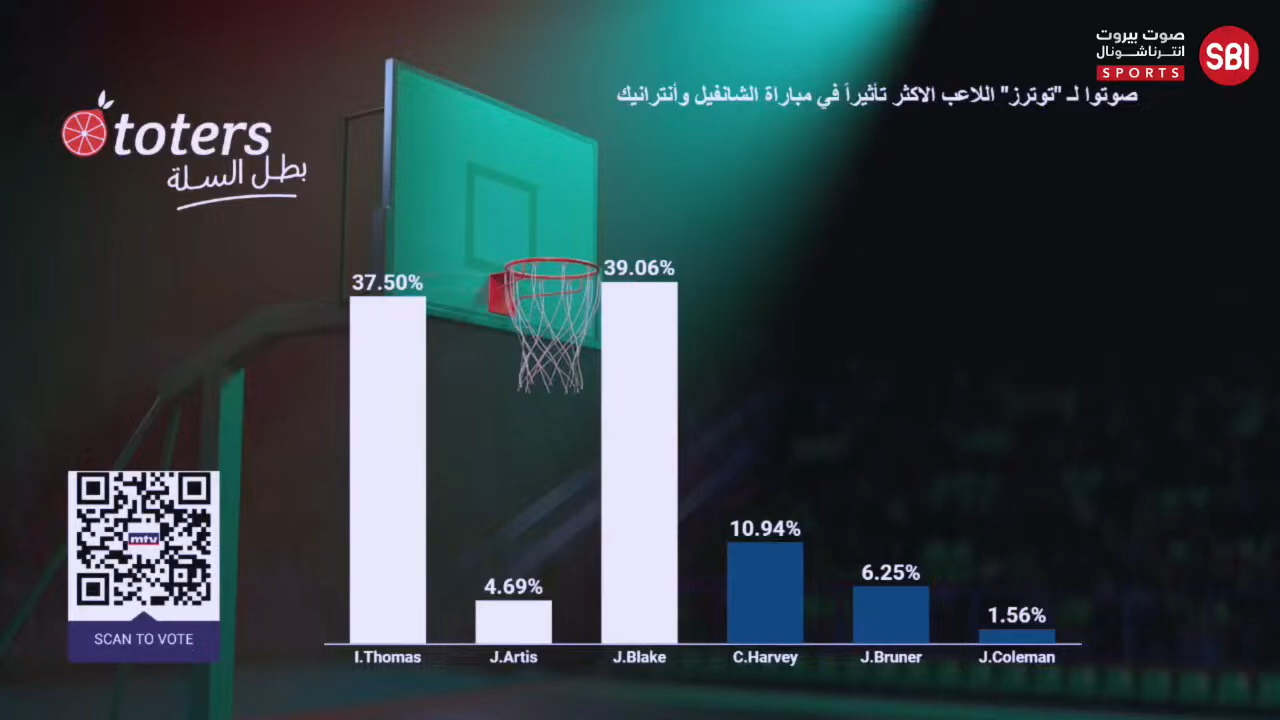 صوت بيروت
انترناشونال
SPORTS
SBI
صوتوا لـ "توترز" اللاعب الاكثر تأثيراً في مباراة الشانفيل وأنترانيك
toters
بطل السلة
37.50%
4.69%
39.06%
10.94%
6.25%
1.56%
I.Thomas
J.Artis
J.Blake
C.Harvey
J.Bruner
J.Coleman
mtv
SCAN TO VOTE